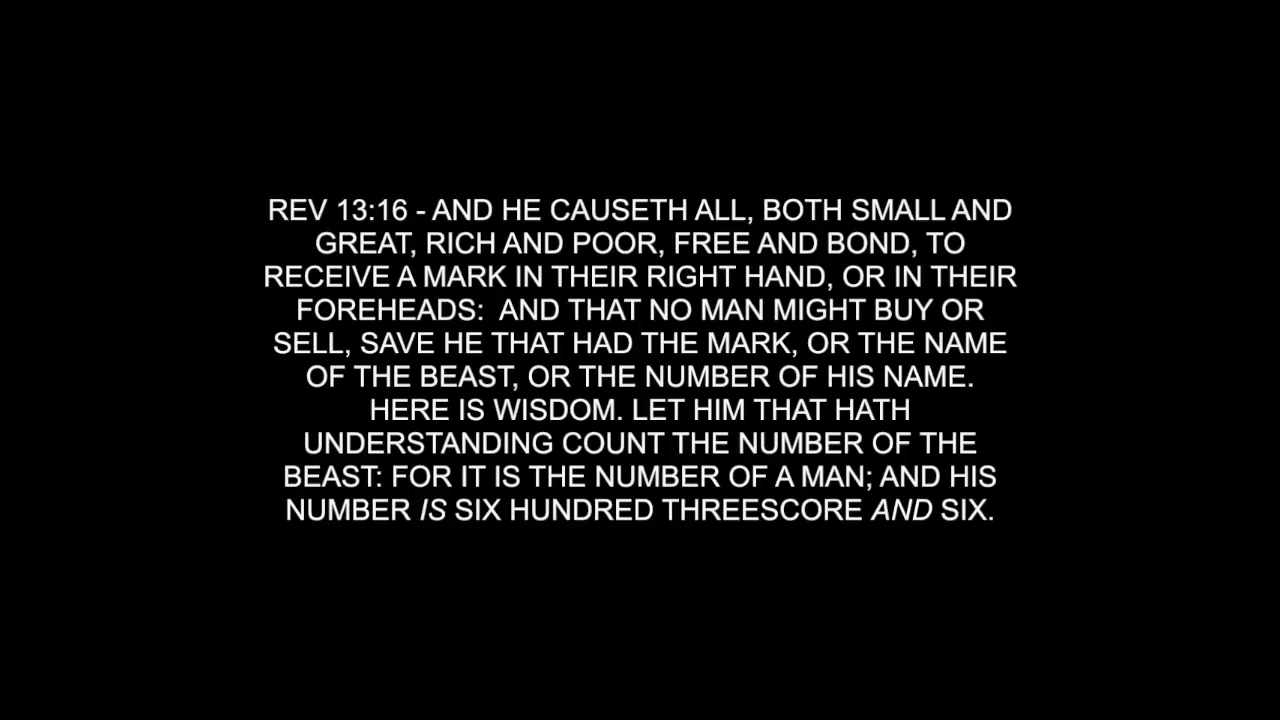 REV 13:16 - AND HE CAUSETH ALL, BOTH SMALL AND
GREAT, RICH AND POOR, FREE AND BOND, TO
RECEIVE A MARK IN THEIR RIGHT HAND, OR IN THEIR
FOREHEADS:  AND THAT NO MAN MIGHT BUY OR
SELL, SAVE HE THAT HAD THE MARK, OR THE NAME
OF THE BEAST, OR THE NUMBER OF HIS NAME.
HERE IS WISDOM. LET HIM THAT HATH
UNDERSTANDING COUNT THE NUMBER OF THE
BEAST: FOR IT IS THE NUMBER OF A MAN; AND HIS
NUMBER IS SIX HUNDRED THREESCORE AND SIX.